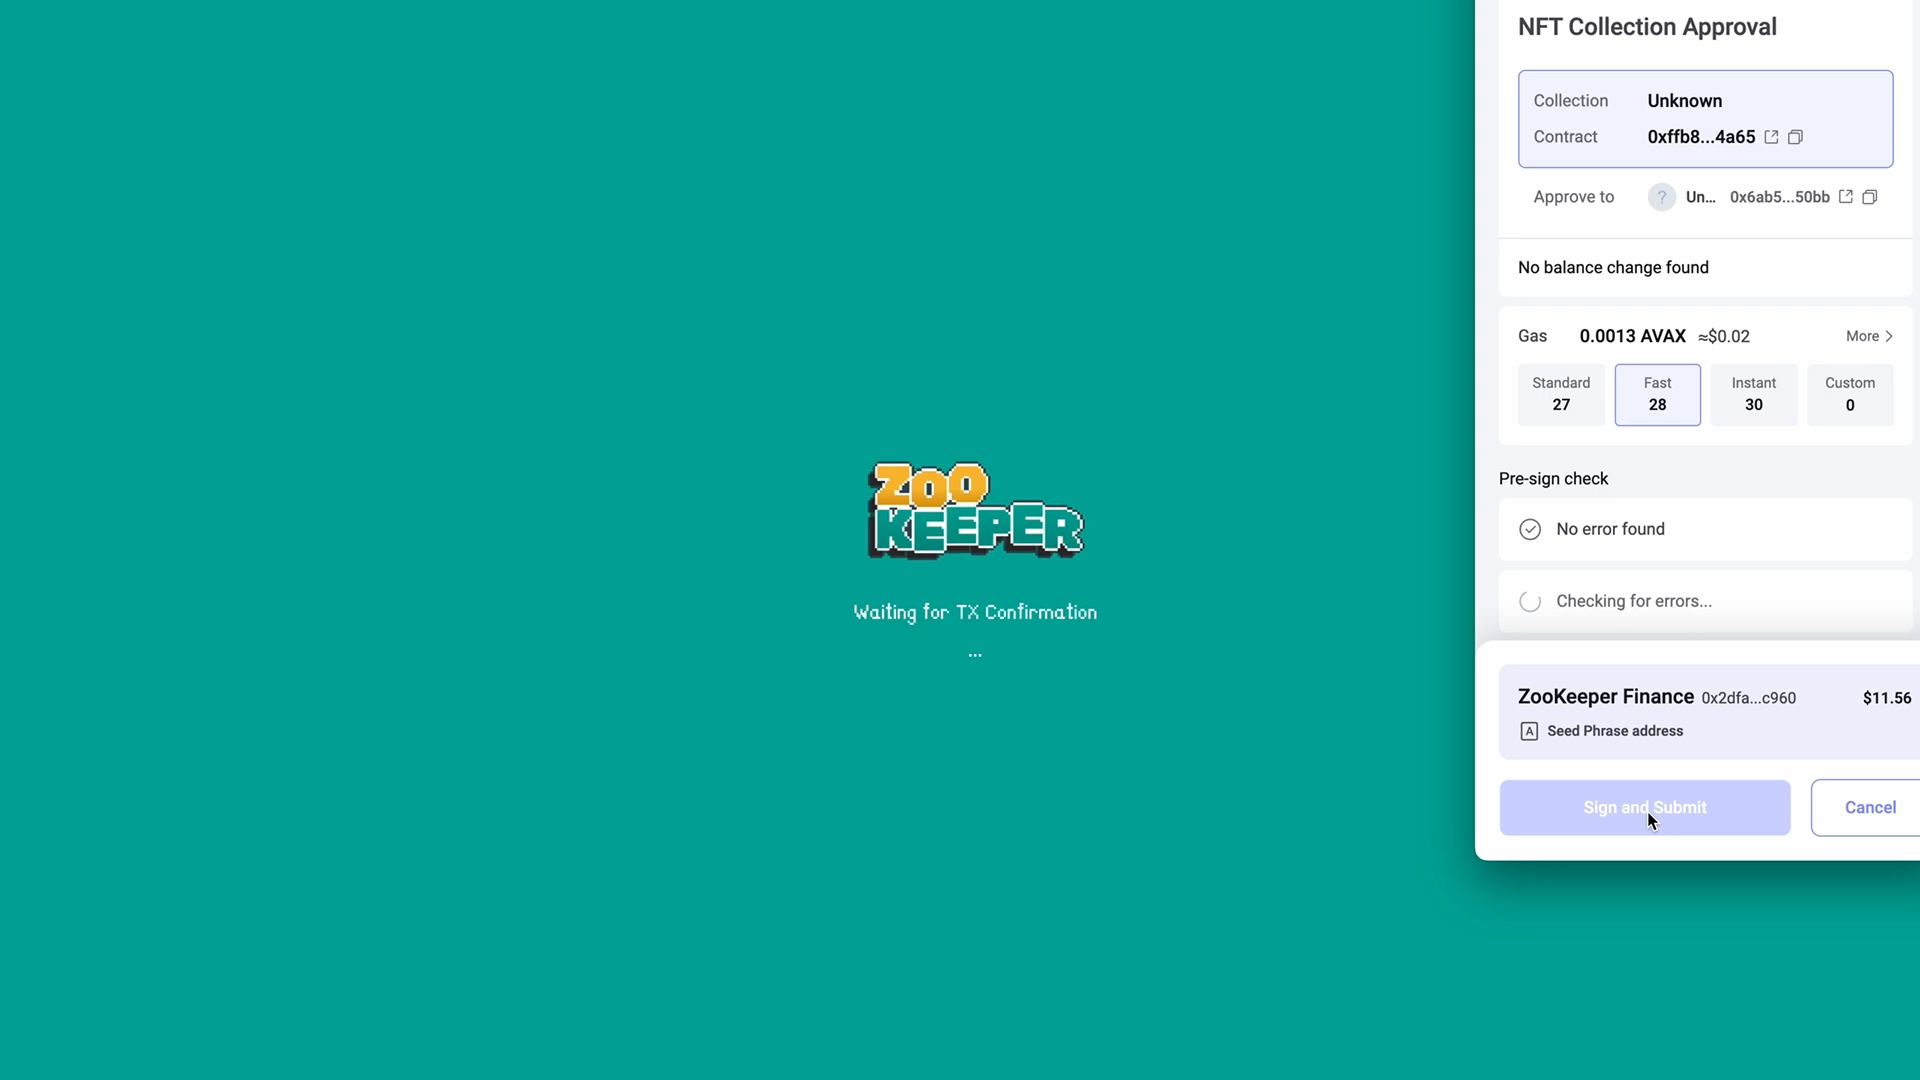 ZOO
KEEPER
Waiting for TX Confirmation
...
NFT Collection Approval
Collection Unknown
Contract 0xffb8...4a65
Approve to ? Un... 0x6ab5...50bb
No balance change found
Gas 0.0013 AVAX ≈$0.02 More
Standard Fast Instant Custom
27 28 30 0
Pre-sign check
No error found
Checking for errors...
ZooKeeper Finance 0x2dfa...c960 $11.56
A Seed Phrase address
Sign and Submit Cancel